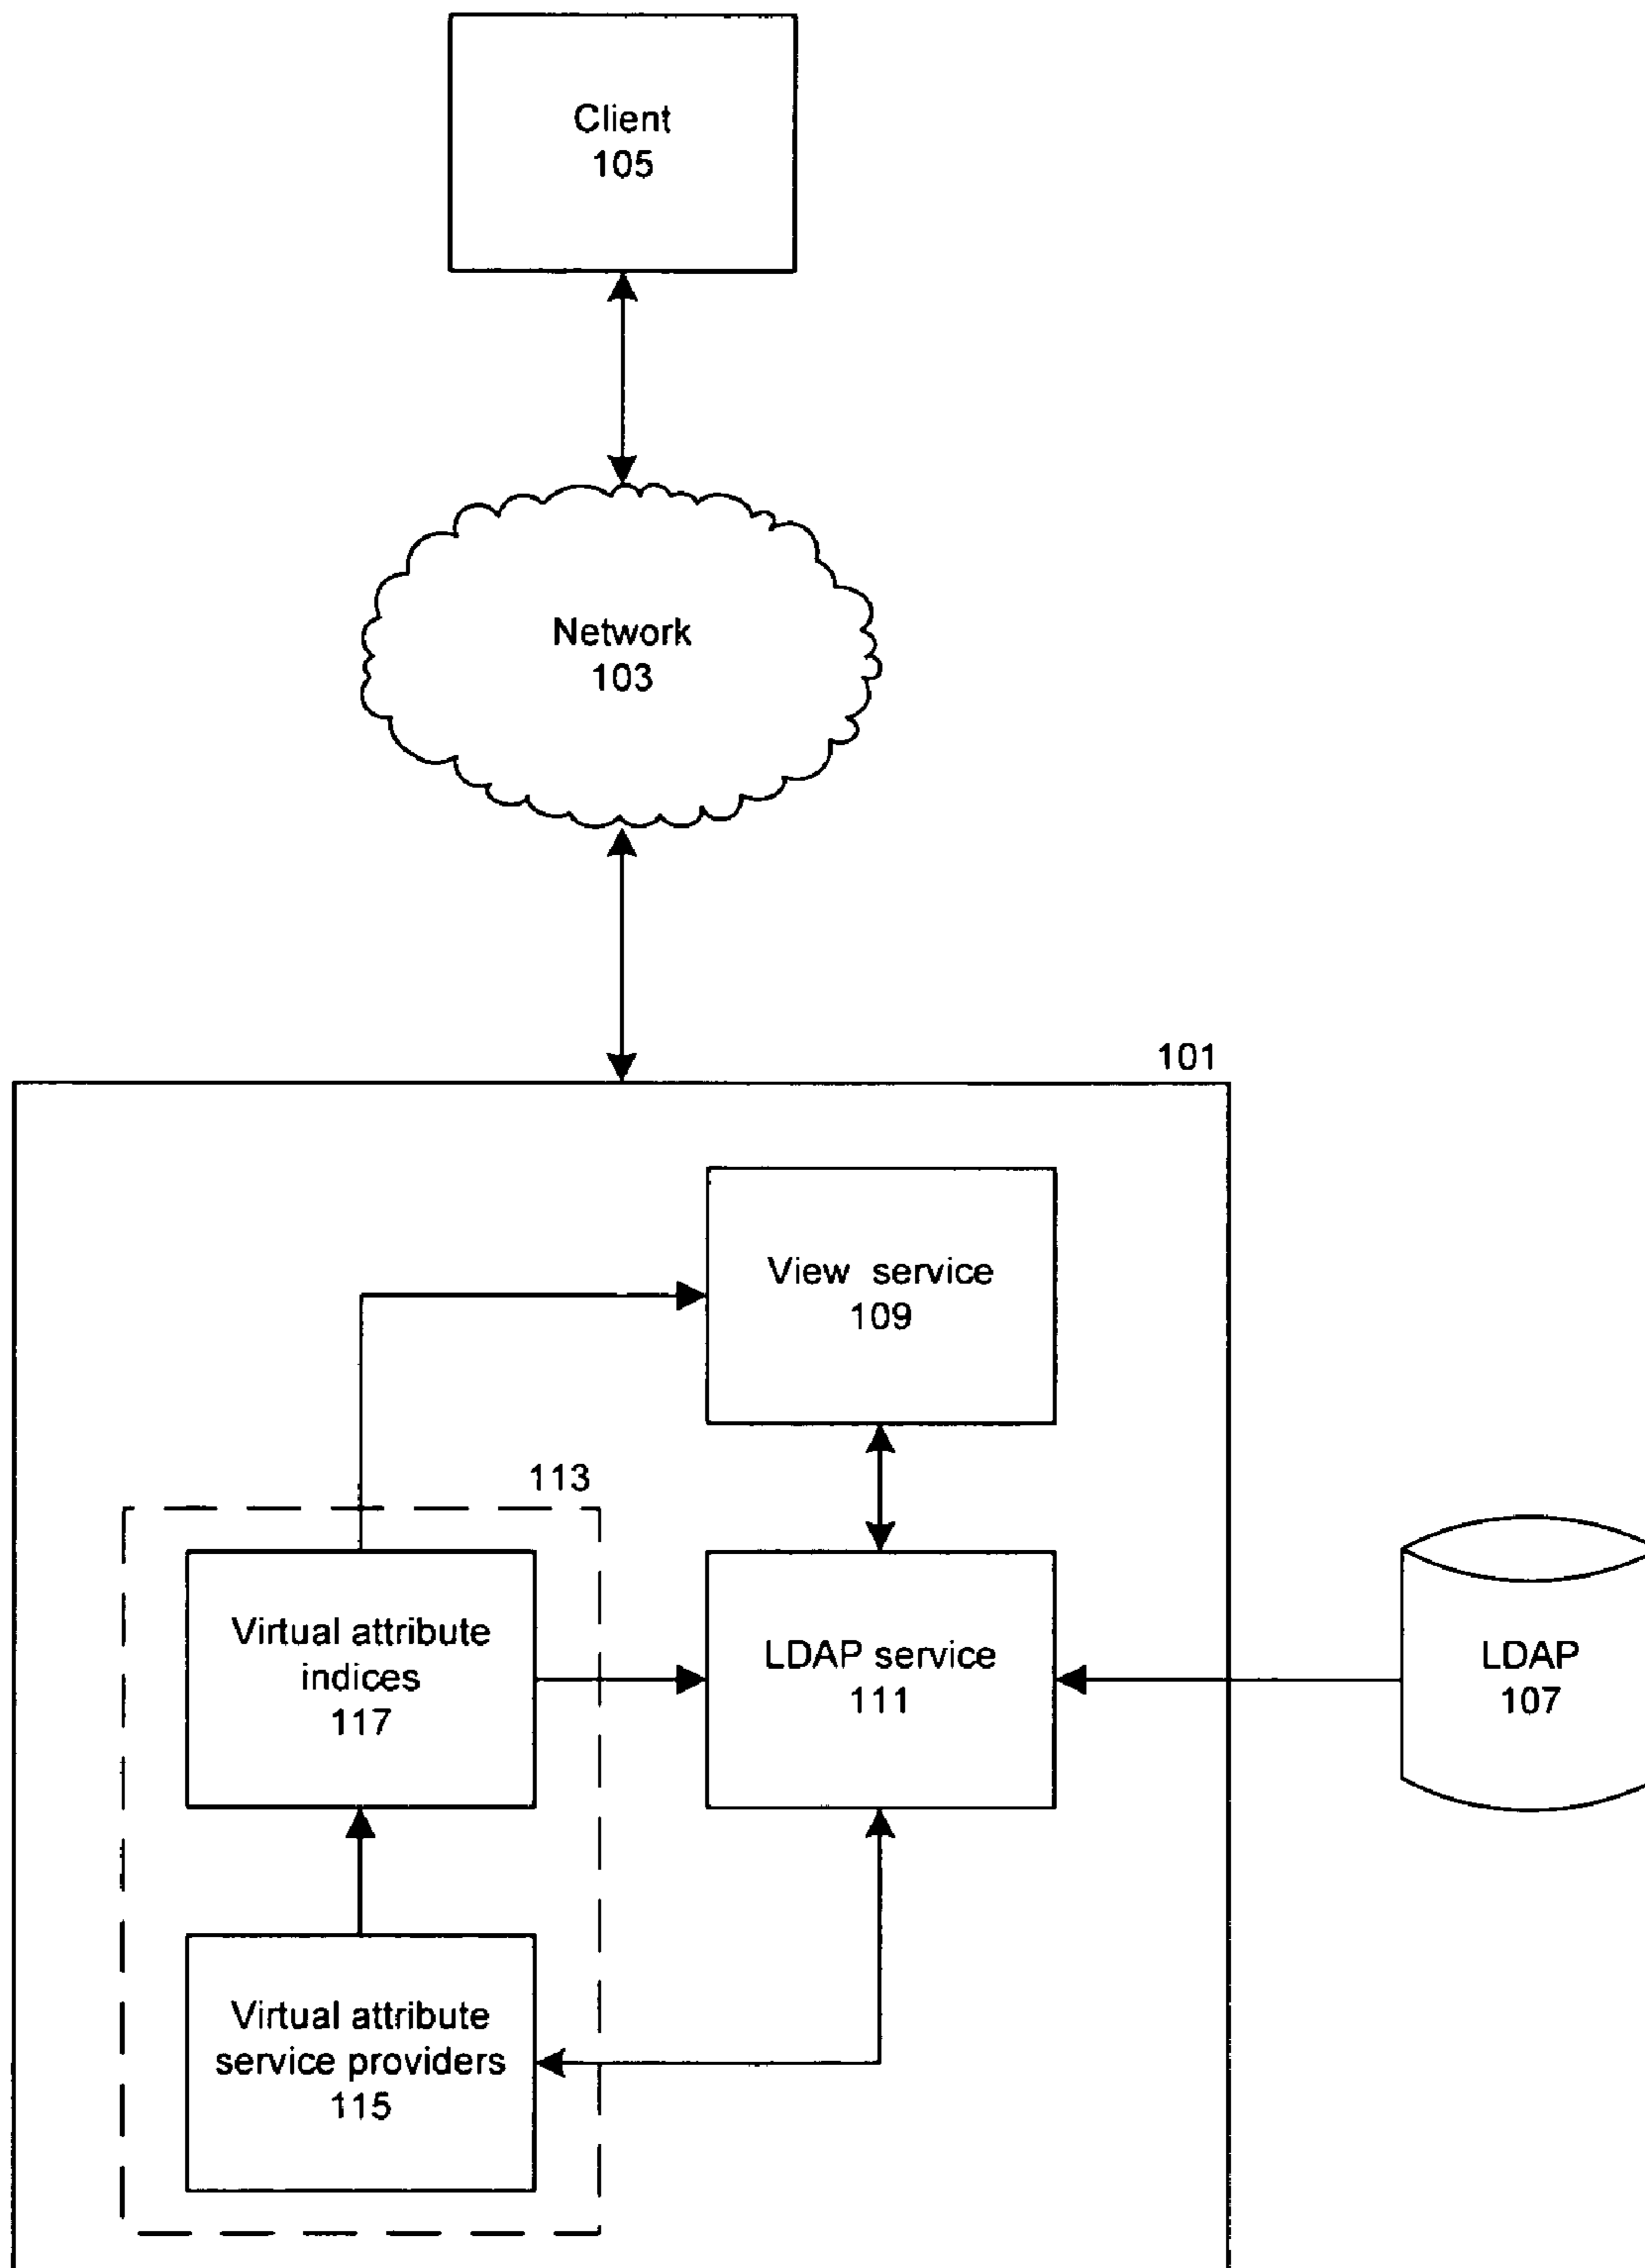 Client
105
Network
103
101
View service
109
113
Virtual attribute
indices
117
LDAP service
111
LDAP
107
Virtual attribute
service providers
115